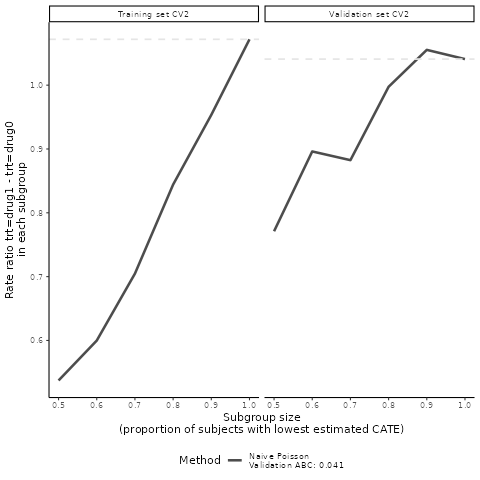 Training set CV2
Validation set CV2
Rate ratio trt=drug1 - trt=drug0
in each subgroup
1.0
0.9
0.8
0.7
0.6
0.5 0.6 0.7 0.8 0.9 1.0
0.5 0.6 0.7 0.8 0.9 1.0
Subgroup size
(proportion of subjects with lowest estimated CATE)
Method
Naive Poisson
Validation ABC: 0.041